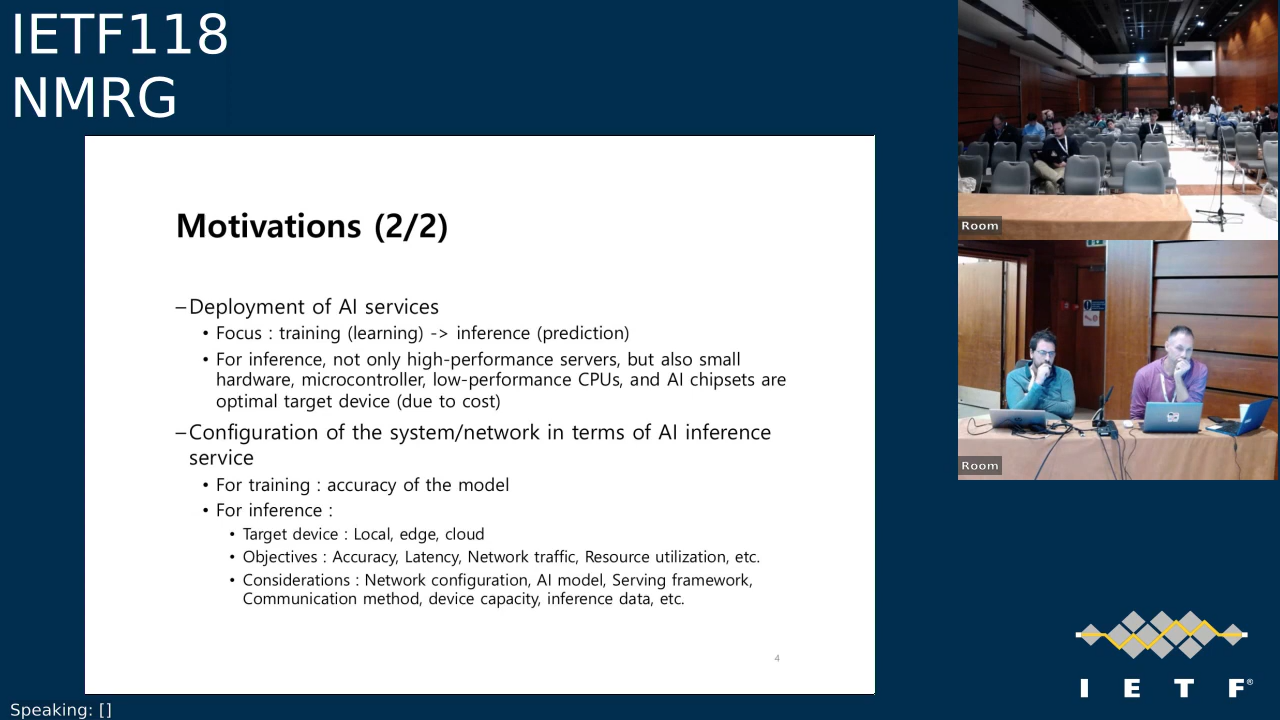 IETF118
NMRG
Motivations (2/2)
–Deployment of AI services
• Focus : training (learning) -> inference (prediction)
• For inference, not only high-performance servers, but also small
hardware, microcontroller, low-performance CPUs, and AI chipsets are
optimal target device (due to cost)
–Configuration of the system/network in terms of AI inference
service
• For training : accuracy of the model
• For inference :
• Target device : Local, edge, cloud
• Objectives : Accuracy, Latency, Network traffic, Resource utilization, etc.
• Considerations : Network configuration, AI model, Serving framework,
Communication method, device capacity, inference data, etc.
4
Room
Room
I E T F®
Speaking: []